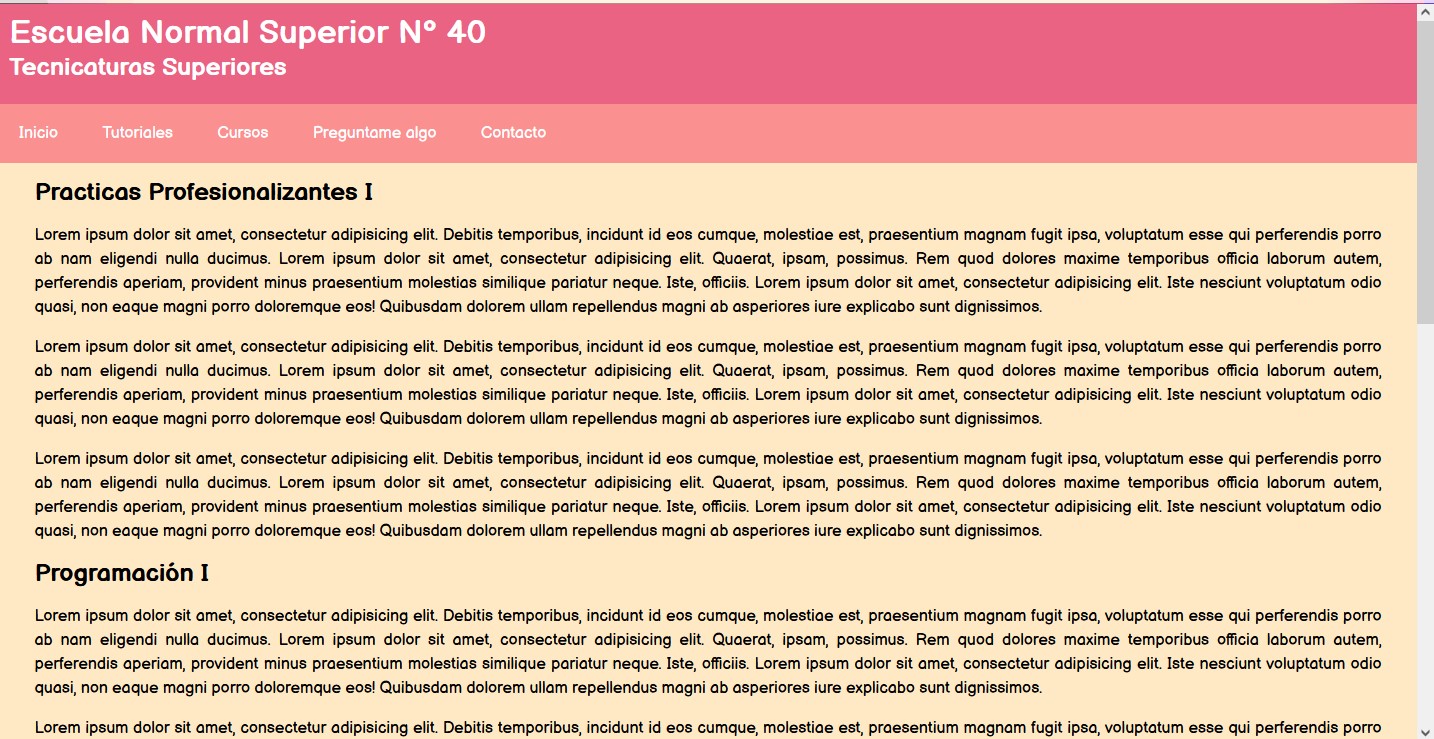 Escuela Normal Superior N° 40
Tecnicaturas Superiores
Inicio Tutoriales Cursos Preguntame algo Contacto
Practicas Profesionalizantes I
Lorem ipsum dolor sit amet, consectetur adipisicing elit. Debitis temporibus, incidunt id eos cumque, molestiae est, praesentium magnam fugit ipsa, voluptatum esse qui perferendis porro
ab nam eligendi nulla ducimus. Lorem ipsum dolor sit amet, consectetur adipisicing elit. Quaerat, ipsam, possimus. Rem quod dolores maxime temporibus officia laborum autem,
perferendis aperiam, provident minus praesentium molestias similique pariatur neque. Iste, officiis. Lorem ipsum dolor sit amet, consectetur adipisicing elit. Iste nesciunt voluptatum odio
quasi, non eaque magni porro doloremque eos! Quibusdam dolorem ullam repellendus magni ab asperiores iure explicabo sunt dignissimos.
Lorem ipsum dolor sit amet, consectetur adipisicing elit. Debitis temporibus, incidunt id eos cumque, molestiae est, praesentium magnam fugit ipsa, voluptatum esse qui perferendis porro
ab nam eligendi nulla ducimus. Lorem ipsum dolor sit amet, consectetur adipisicing elit. Quaerat, ipsam, possimus. Rem quod dolores maxime temporibus officia laborum autem,
perferendis aperiam, provident minus praesentium molestias similique pariatur neque. Iste, officiis. Lorem ipsum dolor sit amet, consectetur adipisicing elit. Iste nesciunt voluptatum odio
quasi, non eaque magni porro doloremque eos! Quibusdam dolorem ullam repellendus magni ab asperiores iure explicabo sunt dignissimos.
Lorem ipsum dolor sit amet, consectetur adipisicing elit. Debitis temporibus, incidunt id eos cumque, molestiae est, praesentium magnam fugit ipsa, voluptatum esse qui perferendis porro
ab nam eligendi nulla ducimus. Lorem ipsum dolor sit amet, consectetur adipisicing elit. Quaerat, ipsam, possimus. Rem quod dolores maxime temporibus officia laborum autem,
perferendis aperiam, provident minus praesentium molestias similique pariatur neque. Iste, officiis. Lorem ipsum dolor sit amet, consectetur adipisicing elit. Iste nesciunt voluptatum odio
quasi, non eaque magni porro doloremque eos! Quibusdam dolorem ullam repellendus magni ab asperiores iure explicabo sunt dignissimos.
Programación I
Lorem ipsum dolor sit amet, consectetur adipisicing elit. Debitis temporibus, incidunt id eos cumque, molestiae est, praesentium magnam fugit ipsa, voluptatum esse qui perferendis porro
ab nam eligendi nulla ducimus. Lorem ipsum dolor sit amet, consectetur adipisicing elit. Quaerat, ipsam, possimus. Rem quod dolores maxime temporibus officia laborum autem,
perferendis aperiam, provident minus praesentium molestias similique pariatur neque. Iste, officiis. Lorem ipsum dolor sit amet, consectetur adipisicing elit. Iste nesciunt voluptatum odio
quasi, non eaque magni porro doloremque eos! Quibusdam dolorem ullam repellendus magni ab asperiores iure explicabo sunt dignissimos.
Lorem ipsum dolor sit amet, consectetur adipisicing elit. Debitis temporibus, incidunt id eos cumque, molestiae est, praesentium magnam fugit ipsa, voluptatum esse qui perferendis porro